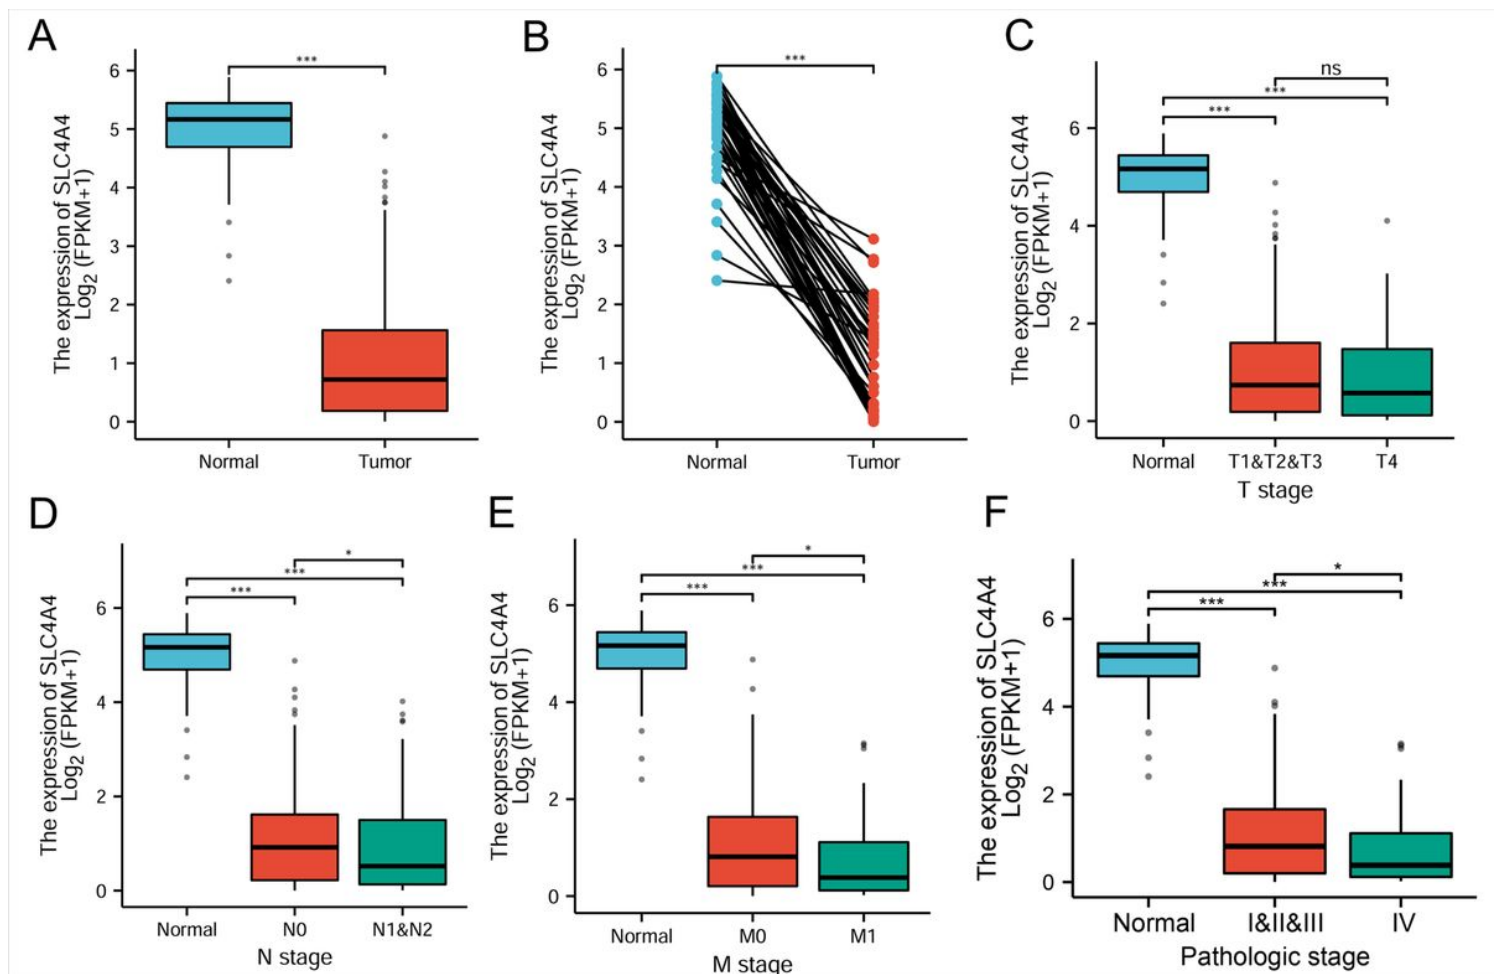 A
The expression of SLC4A4
Log2 (FPKM+1)
6
5
4
3
2
1
0
***
Normal
Tumor
B
The expression of SLC4A4
Log2 (FPKM+1)
6
5
4
3
2
1
0
***
Normal
Tumor
C
The expression of SLC4A4
Log2 (FPKM+1)
6
4
2
0
ns
***
***
Normal
T1&T2&T3
T4
T stage
D
The expression of SLC4A4
Log2 (FPKM+1)
6
4
2
0
*
***
***
Normal
N0
N1&N2
N stage
E
The expression of SLC4A4
Log2 (FPKM+1)
6
4
2
0
*
***
***
Normal
M0
M1
M stage
F
The expression of SLC4A4
Log2 (FPKM+1)
6
4
2
0
*
***
***
Normal
I&II&III
IV
Pathologic stage